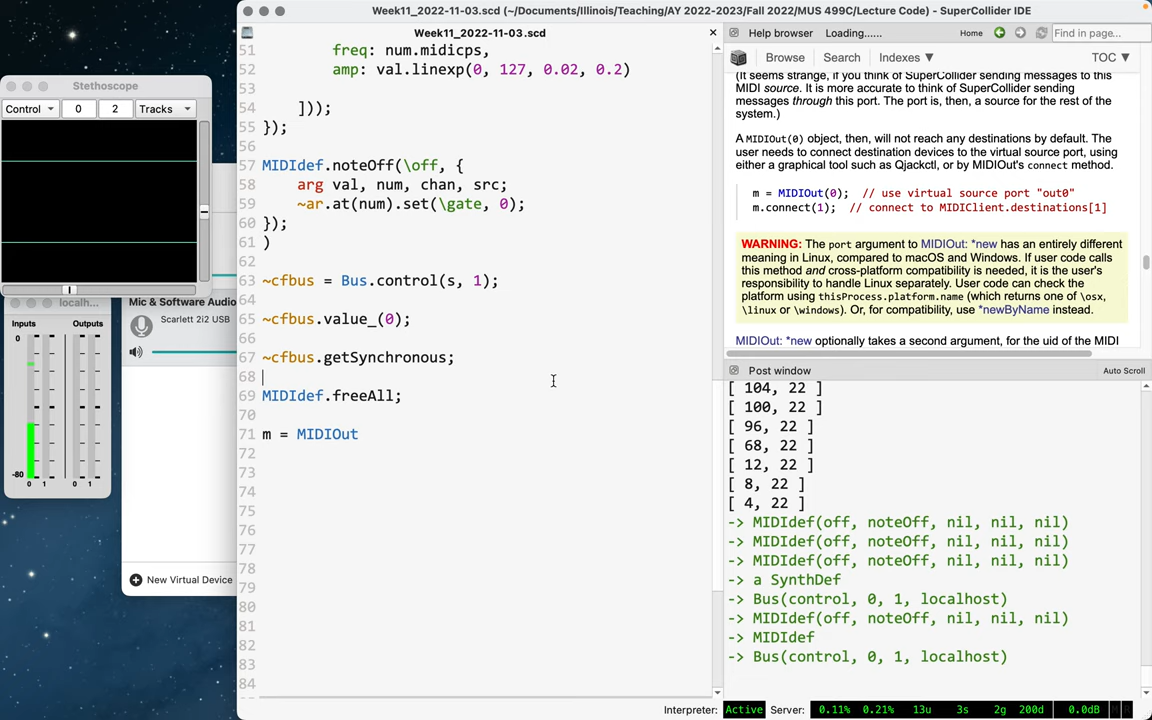 Week11_2022-11-03.scd (~/Documents/Illinois/Teaching/AY 2022-2023/Fall 2022/MUS 499C/Lecture Code) - SuperCollider IDE
Week11_2022-11-03.scd
51 freq: num.midicps,
52 amp: val.linexp(0, 127, 0.02, 0.2)
53
54 ]));
55 });
56
57 MIDIdef.noteOff(\off, {
58 arg val, num, chan, src;
59 ~ar.at(num).set(\gate, 0);
60 });
61 )
62
63 ~cfbus = Bus.control(s, 1);
64
65 ~cfbus.value_(0);
66
67 ~cfbus.getSynchronous;
68
69 MIDIdef.freeAll;
70
71 m = MIDIOut
72
73
74
75
76
77
78
79
80
81
82
83
84
Stethoscope
Control 0 2 Tracks
localh...
Inputs Outputs
0
-80
0 1 0 1
Mic & Software Audio
Scarlett 2i2 USB
New Virtual Device
Help browser Loading...... Home Find in page...
Browse Search Indexes ▼ TOC ▼
(It seems strange, if you think of SuperCollider sending messages to this
MIDI source. It is more accurate to think of SuperCollider sending
messages through this port. The port is, then, a source for the rest of the
system.)
A MIDIOut(0) object, then, will not reach any destinations by default. The
user needs to connect destination devices to the virtual source port, using
either a graphical tool such as Qjackctl, or by MIDIOut's connect method.
m = MIDIOut(0); // use virtual source port "out0"
m.connect(1); // connect to MIDIClient.destinations[1]
WARNING: The port argument to MIDIOut: *new has an entirely different
meaning in Linux, compared to macOS and Windows. If user code calls
this method and cross-platform compatibility is needed, it is the user's
responsibility to handle Linux separately. User code can check the
platform using thisProcess.platform.name (which returns one of \osx,
\linux or \windows). Or, for compatibility, use *newByName instead.
MIDIOut: *new optionally takes a second argument, for the uid of the MIDI
Post window Auto Scroll
[ 104, 22 ]
[ 100, 22 ]
[ 96, 22 ]
[ 68, 22 ]
[ 12, 22 ]
[ 8, 22 ]
[ 4, 22 ]
-> MIDIdef(off, noteOff, nil, nil, nil)
-> MIDIdef(off, noteOff, nil, nil, nil)
-> MIDIdef(off, noteOff, nil, nil, nil)
-> a SynthDef
-> Bus(control, 0, 1, localhost)
-> MIDIdef(off, noteOff, nil, nil, nil)
-> MIDIdef
-> Bus(control, 0, 1, localhost)
Interpreter: Active Server: 0.11% 0.21% 13u 3s 2g 200d 0.0dB M R